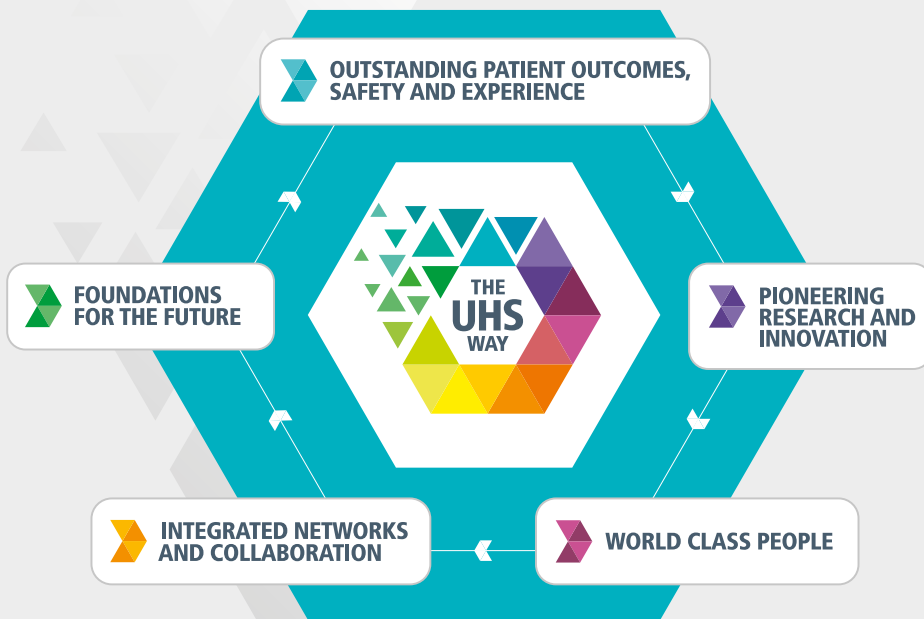 OUTSTANDING PATIENT OUTCOMES,
SAFETY AND EXPERIENCE
FOUNDATIONS
FOR THE FUTURE
THE
UHS
WAY
PIONEERING
RESEARCH AND
INNOVATION
INTEGRATED NETWORKS
AND COLLABORATION
WORLD CLASS PEOPLE